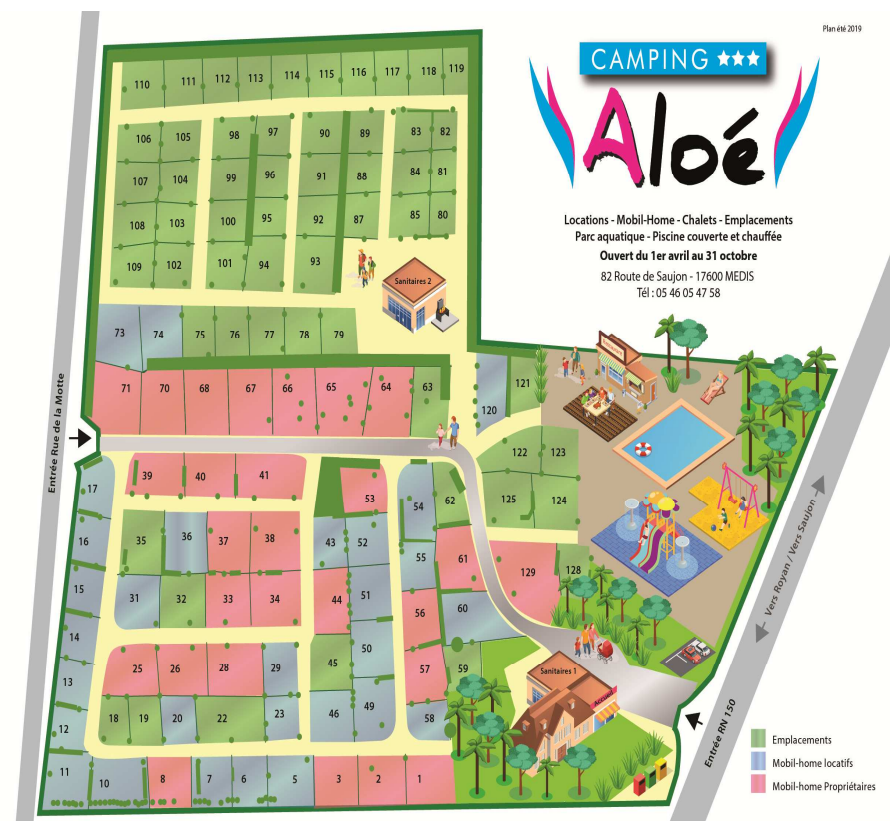 Plan été 2019
CAMPING ★★★
Aloé
Locations - Mobil-Home - Chalets - Emplacements
Parc aquatique - Piscine couverte et chauffée
Ouvert du 1er avril au 31 octobre
82 Route de Saujon - 17600 MEDIS
Tél : 05 46 05 47 58
110 111 112 113 114 115 116 117 118 119
106 105 98 97 90 89 83 82
107 104 99 96 91 88 84 81
108 103 100 95 92 87 85 80
109 102 101 94 93
Sanitaires 2
73 74 75 76 77 78 79
71 70 68 67 66 65 64 63
120 121
Entrée Rue de la Motte
39 40 41 53
122 123
125 124
17 54 62
16 35 36 37 38 43 52 55 61 129 128
15 31 32 33 34 44 51 56 60
14 25 26 28 29 45 50 57 59
13
12 18 19 20 22 23 46 49 58
11 10 8 7 6 5 3 2 1
Sanitaires 1
Accueil
Vers Royan / Vers Saujon
Entrée RN 150
Emplacements
Mobil-home locatifs
Mobil-home Propriétaires